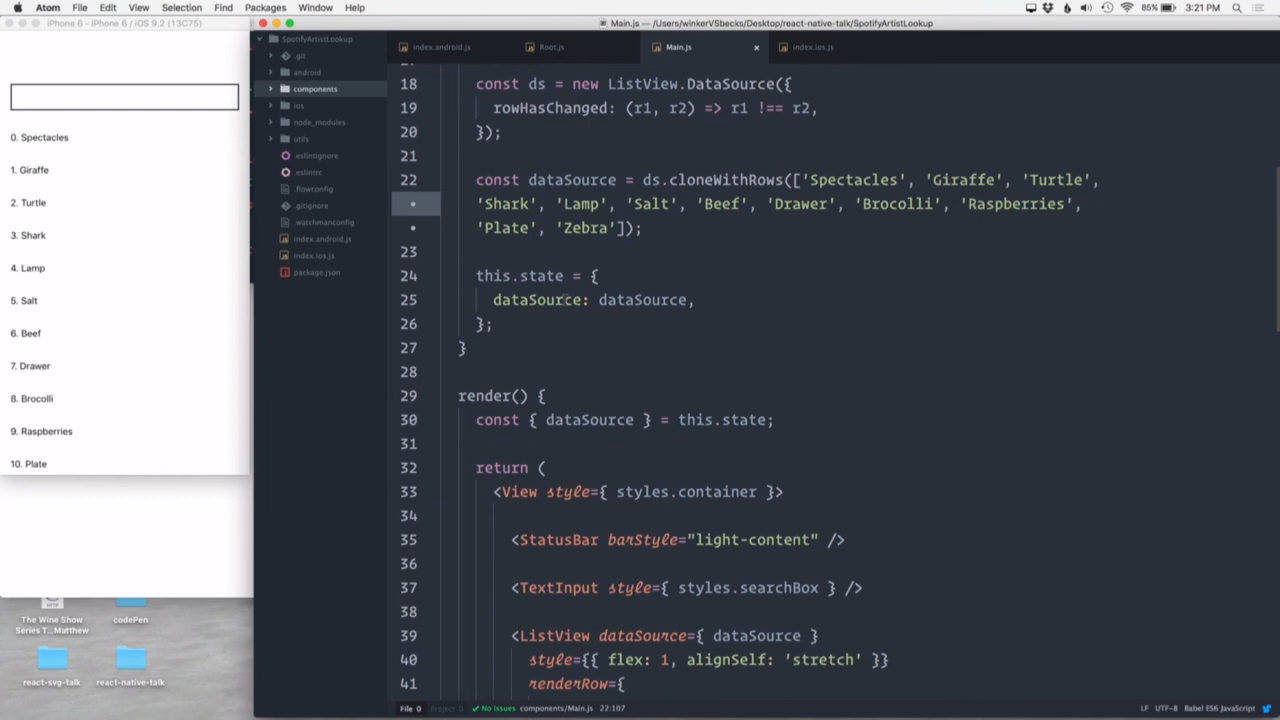 Atom File Edit View Selection Find Packages Window Help 85% 3:21 PM
iPhone 6 - iPhone 6 / iOS 9.2 (13C75)
Main.js — /Users/winkerVSbecks/Desktop/react-native-talk/SpotifyArtistLookup
0. Spectacles
1. Giraffe
2. Turtle
3. Shark
4. Lamp
5. Salt
6. Beef
7. Drawer
8. Brocolli
9. Raspberries
10. Plate
The Wine Show
Series T...Matthew
codePen
react-svg-talk
react-native-talk
SpotifyArtistLookup
.git
android
components
ios
node_modules
utils
.eslintignore
.eslintrc
.flowconfig
.gitignore
.watchmanconfig
index.android.js
index.ios.js
package.json
index.android.js Root.js Main.js index.ios.js
18 const ds = new ListView.DataSource({
19 rowHasChanged: (r1, r2) => r1 !== r2,
20 });
21
22 const dataSource = ds.cloneWithRows(['Spectacles', 'Giraffe', 'Turtle',
• 'Shark', 'Lamp', 'Salt', 'Beef', 'Drawer', 'Brocolli', 'Raspberries',
• 'Plate', 'Zebra']);
23
24 this.state = {
25 dataSource: dataSource,
26 };
27 }
28
29 render() {
30 const { dataSource } = this.state;
31
32 return (
33 <View style={ styles.container }>
34
35 <StatusBar barStyle="light-content" />
36
37 <TextInput style={ styles.searchBox } />
38
39 <ListView dataSource={ dataSource }
40 style={{ flex: 1, alignSelf: 'stretch' }}
41 renderRow={
File 0 Project 0 No Issues components/Main.js 22:107 LF UTF-8 Babel ES6 JavaScript